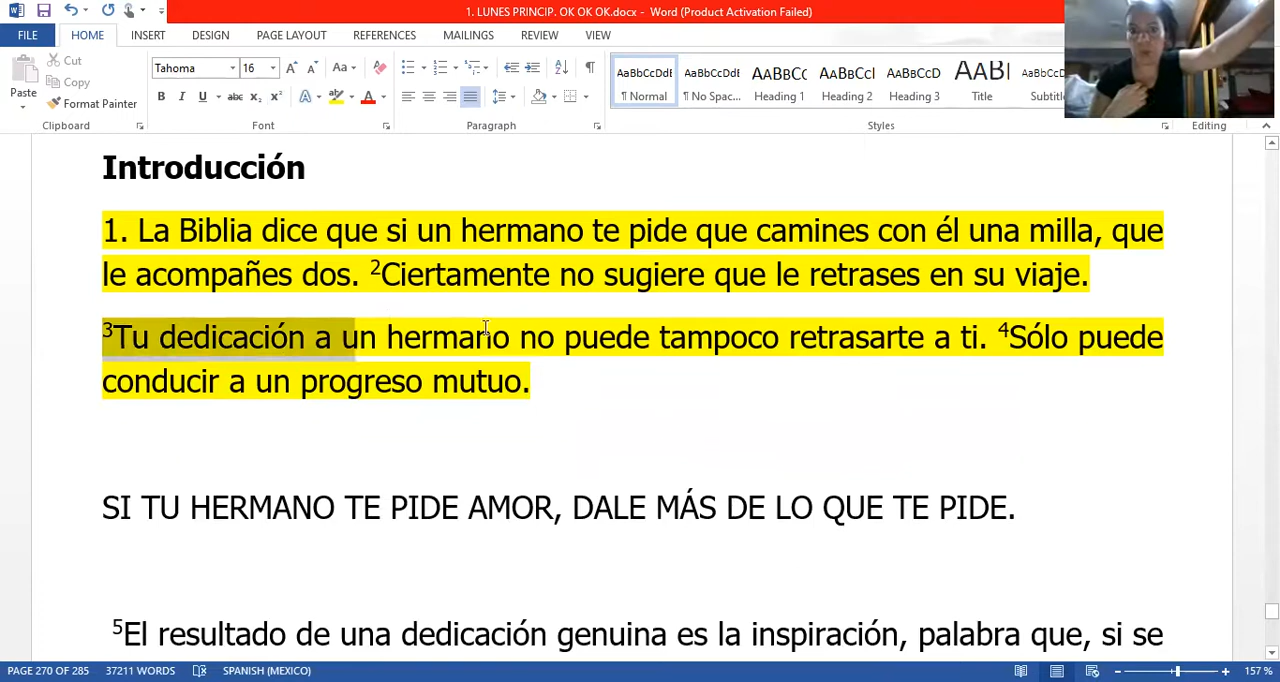 1. LUNES PRINCIP. OK OK OK.docx - Word (Product Activation Failed)
FILE HOME INSERT DESIGN PAGE LAYOUT REFERENCES MAILINGS REVIEW VIEW
Cut
Copy
Format Painter
Paste
Tahoma 16
AaBbCcDdE AaBbCcDdE AABBCC AaBbCcDd AaBbCcD AAB AaBbCcDd
¶ Normal ¶ No Spac... Heading 1 Heading 2 Heading 3 Title Subtitle
Clipboard Font Paragraph Styles Editing
Introducción
1. La Biblia dice que si un hermano te pide que camines con él una milla, que
le acompañes dos. ²Ciertamente no sugiere que le retrases en su viaje.
³Tu dedicación a un hermano no puede tampoco retrasarte a ti. ⁴Sólo puede
conducir a un progreso mutuo.
SI TU HERMANO TE PIDE AMOR, DALE MÁS DE LO QUE TE PIDE.
⁵El resultado de una dedicación genuina es la inspiración, palabra que, si se
PAGE 270 OF 285 37211 WORDS SPANISH (MEXICO) 157 %